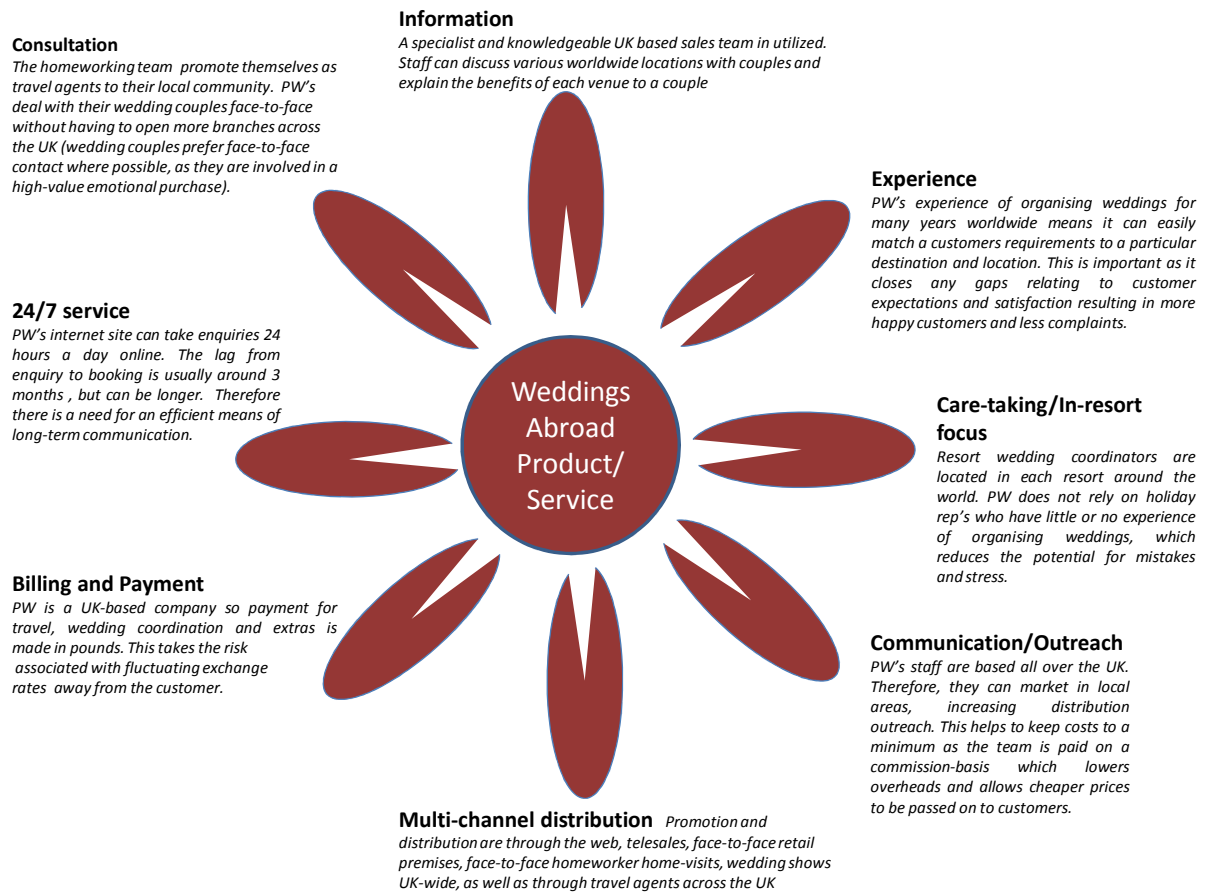 Information
A specialist and knowledgeable UK based sales team in utilized.
Staff can discuss various worldwide locations with couples and
explain the benefits of each venue to a couple
Consultation
The homeworking team promote themselves as
travel agents to their local community. PW's
deal with their wedding couples face-to-face
without having to open more branches across
the UK (wedding couples prefer face-to-face
contact where possible, as they are involved in a
high-value emotional purchase).
Experience
PW's experience of organising weddings for
many years worldwide means it can easily
match a customers requirements to a particular
destination and location. This is important as it
closes any gaps relating to customer
expectations and satisfaction resulting in more
happy customers and less complaints.
24/7 service
PW's internet site can take enquiries 24
hours a day online. The lag from
enquiry to booking is usually around 3
months , but can be longer. Therefore
there is a need for an efficient means of
long-term communication.
Weddings
Abroad
Product/
Service
Care-taking/In-resort
focus
Resort wedding coordinators are
located in each resort around the
world. PW does not rely on holiday
rep's who have little or no experience
of organising weddings, which
reduces the potential for mistakes
and stress.
Billing and Payment
PW is a UK-based company so payment for
travel, wedding coordination and extras is
made in pounds. This takes the risk
associated with fluctuating exchange
rates away from the customer.
Communication/Outreach
PW's staff are based all over the UK.
Therefore, they can market in local
areas, increasing distribution
outreach. This helps to keep costs to a
minimum as the team is paid on a
commission-basis which lowers
overheads and allows cheaper prices
to be passed on to customers.
Multi-channel distribution Promotion and
distribution are through the web, telesales, face-to-face retail
premises, face-to-face homeworker home-visits, wedding shows
UK-wide, as well as through travel agents across the UK